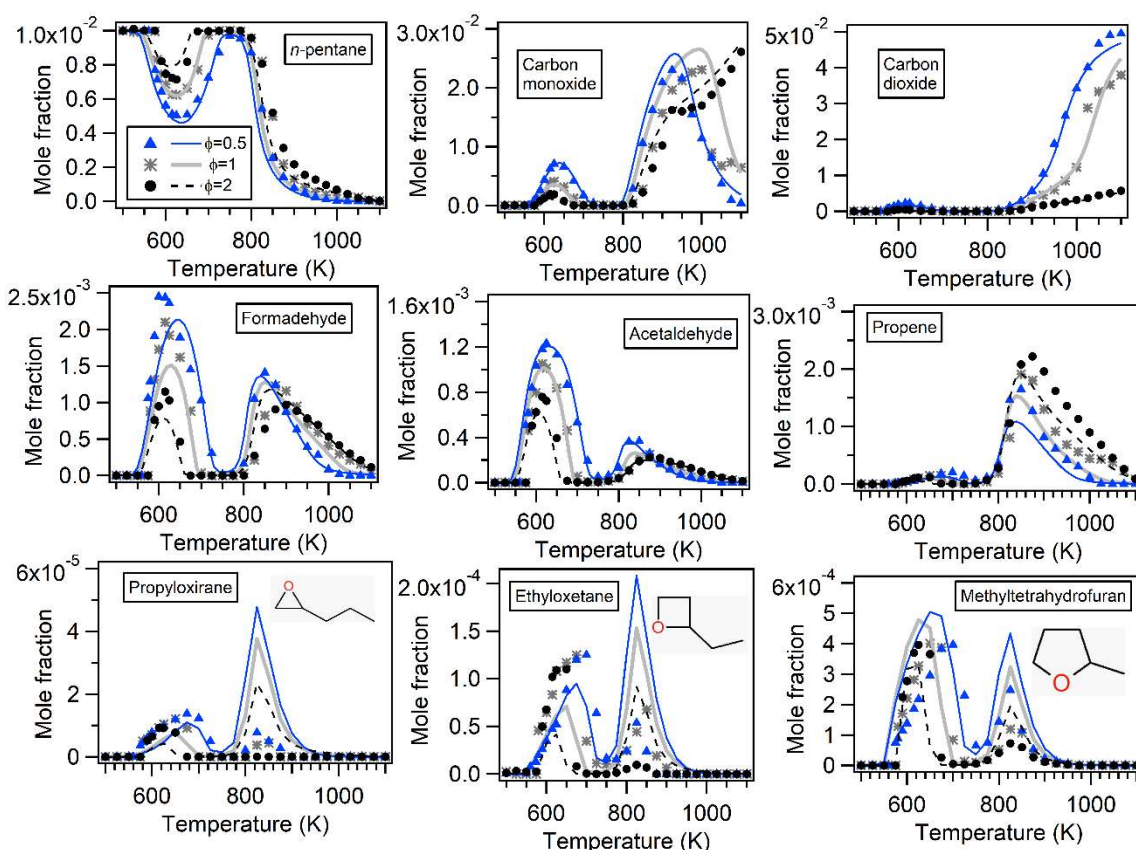 1.0x10-2
0.8
0.6
0.4
0.2
0.0
Mole fraction
n-pentane
ϕ=0.5
ϕ=1
ϕ=2
600 800 1000
Temperature (K)
3.0x10-2
2.0
1.0
0.0
Mole fraction
Carbon
monoxide
600 800 1000
Temperature (K)
5x10-2
4
3
2
1
0
Mole fraction
Carbon
dioxide
600 800 1000
Temperature (K)
2.5x10-3
2.0
1.5
1.0
0.5
0.0
Mole fraction
Formadehyde
600 800 1000
Temperature (K)
1.6x10-3
1.2
0.8
0.4
0.0
Mole fraction
Acetaldehyde
600 800 1000
Temperature (K)
3.0x10-3
2.0
1.0
0.0
Mole fraction
Propene
600 800 1000
Temperature (K)
6x10-5
4
2
0
Mole fraction
Propyloxirane
O
600 800 1000
Temperature (K)
2.0x10-4
1.5
1.0
0.5
0.0
Mole fraction
Ethyloxetane
O
600 800 1000
Temperature (K)
6x10-4
5
4
3
2
1
0
Mole fraction
Methyltetrahydrofuran
O
600 800 1000
Temperature (K)